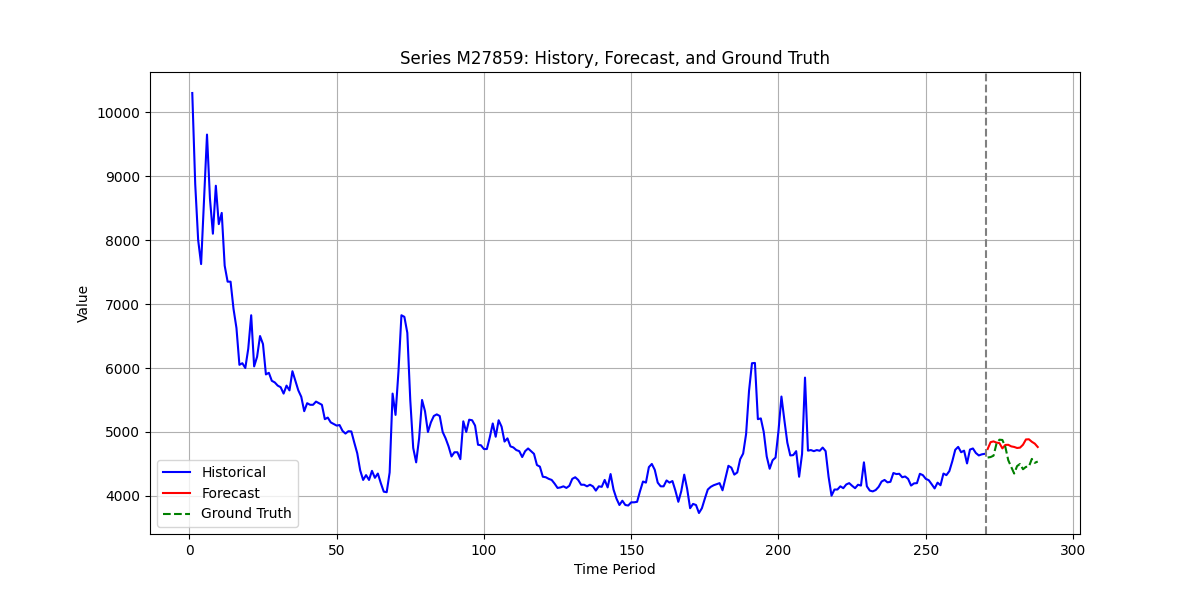 Series M27859: History, Forecast, and Ground Truth
10000
9000
8000
7000
6000
5000
4000
Value
Historical
Forecast
Ground Truth
0
50
100
150
200
250
300
Time Period